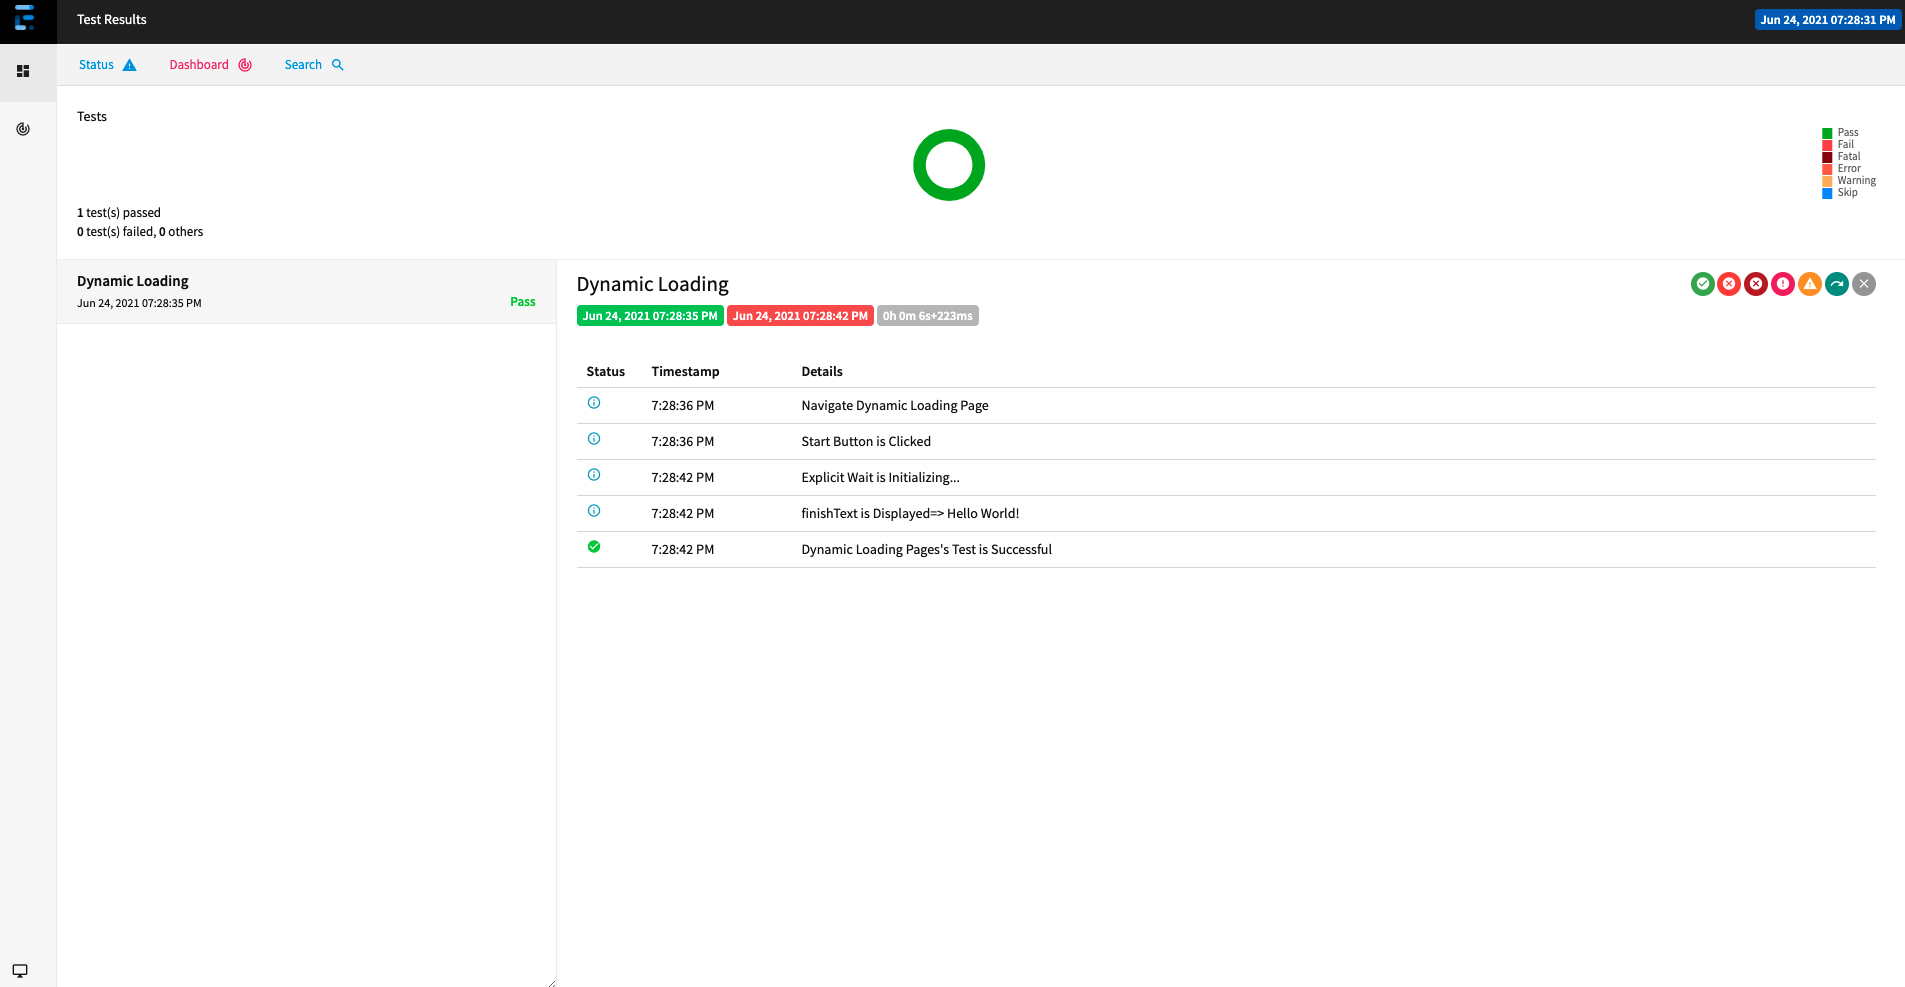 Test Results
Jun 24, 2021 07:28:31 PM
Status Dashboard Search
Tests
Pass
Fail
Fatal
Error
Warning
Skip
1 test(s) passed
0 test(s) failed, 0 others
Dynamic Loading
Jun 24, 2021 07:28:35 PM
Pass
Dynamic Loading
Jun 24, 2021 07:28:35 PM Jun 24, 2021 07:28:42 PM 0h 0m 6s+223ms
Status Timestamp Details
7:28:36 PM Navigate Dynamic Loading Page
7:28:36 PM Start Button is Clicked
7:28:42 PM Explicit Wait is Initializing...
7:28:42 PM finishText is Displayed=> Hello World!
7:28:42 PM Dynamic Loading Pages's Test is Successful